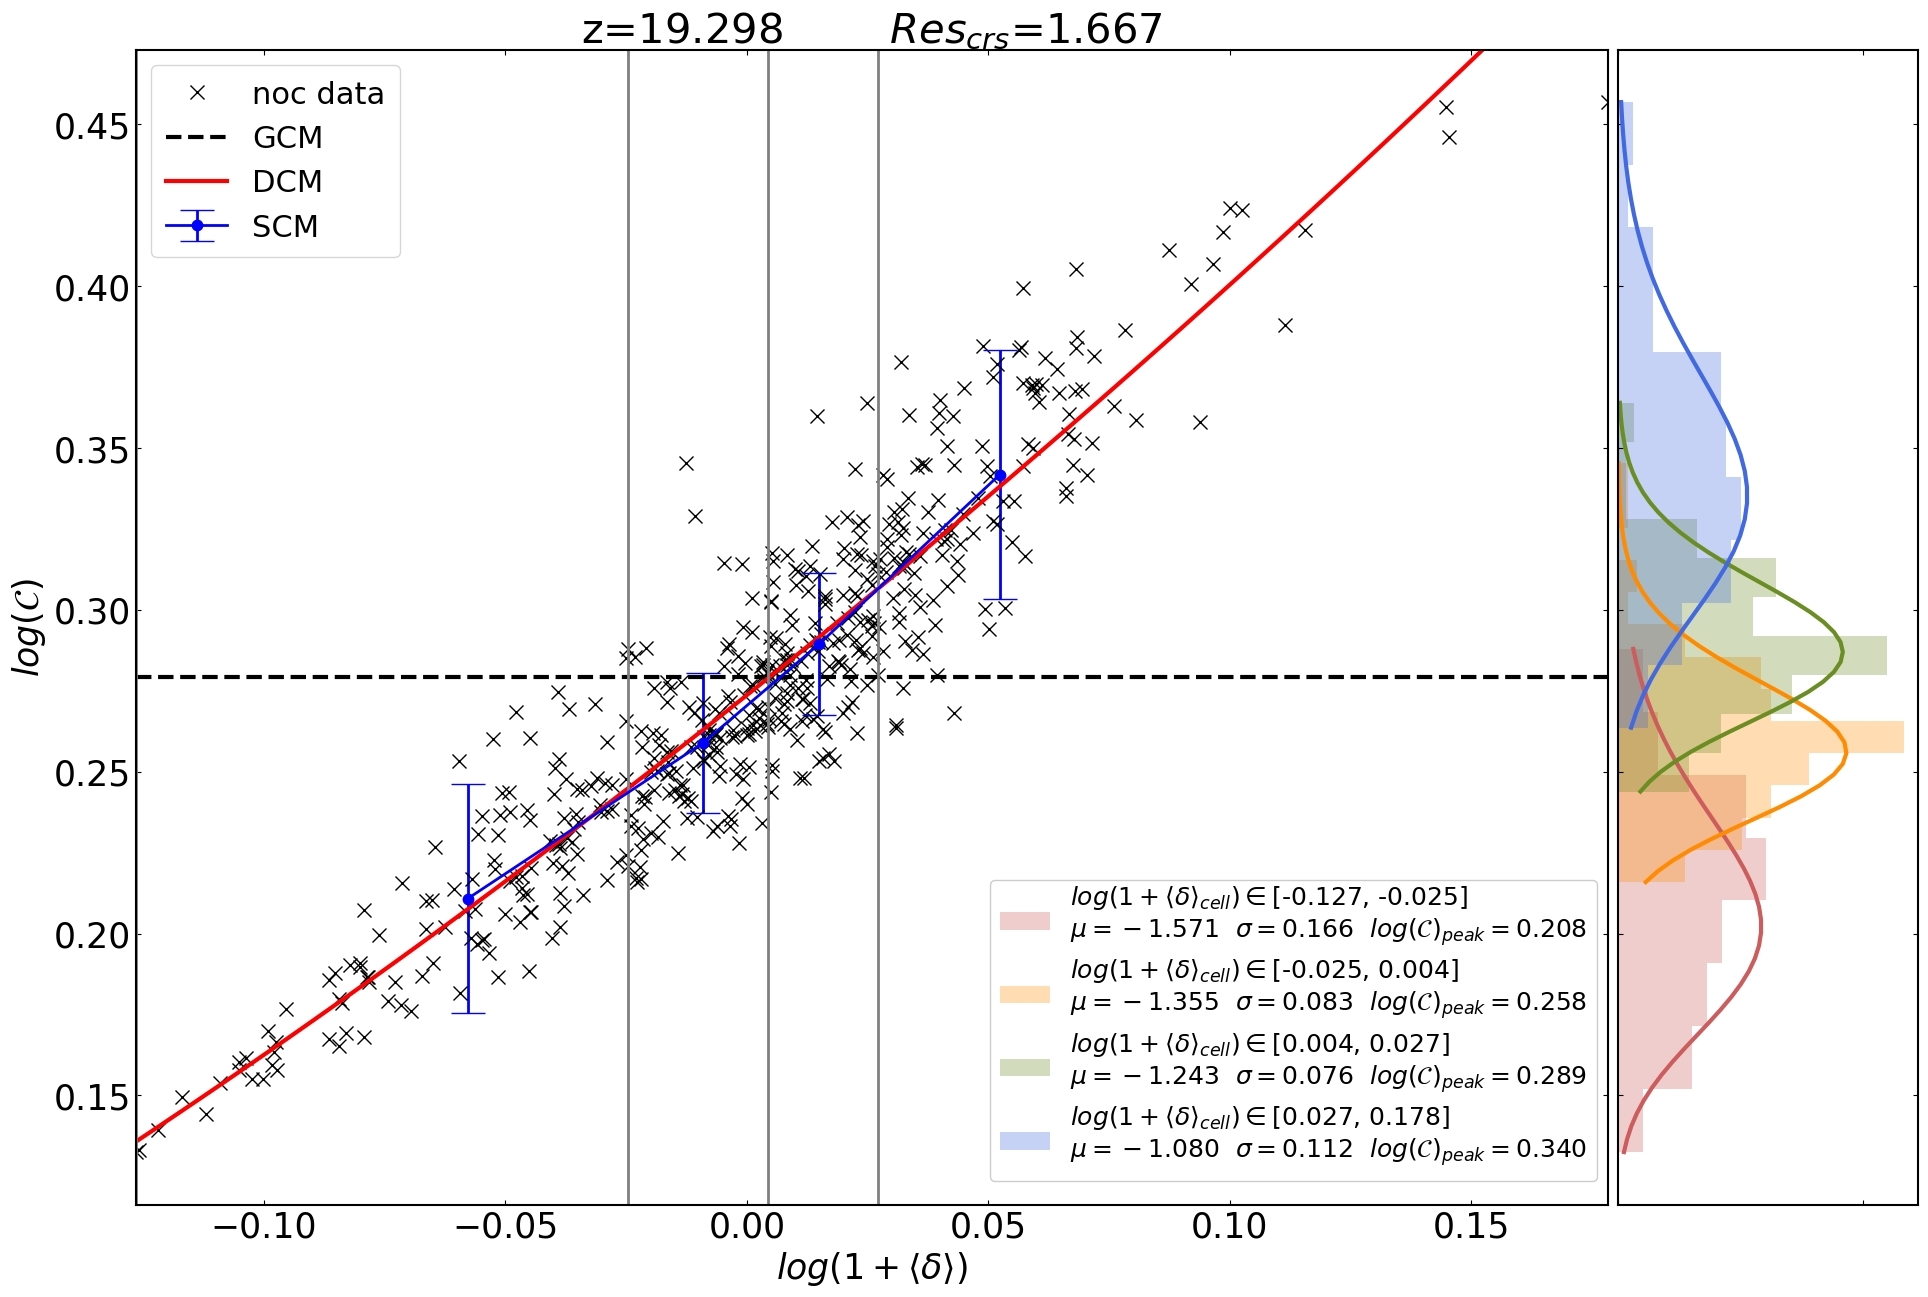 z=19.298 Res_crs=1.667
noc data
GCM
DCM
SCM
0.45
0.40
0.35
0.30
0.25
0.20
0.15
log(𝒞)
log(1 + ⟨δ⟩_cell) ∈ [-0.127, -0.025]
μ = −1.571 σ = 0.166 log(𝒞)_peak = 0.208
log(1 + ⟨δ⟩_cell) ∈ [-0.025, 0.004]
μ = −1.355 σ = 0.083 log(𝒞)_peak = 0.258
log(1 + ⟨δ⟩_cell) ∈ [0.004, 0.027]
μ = −1.243 σ = 0.076 log(𝒞)_peak = 0.289
log(1 + ⟨δ⟩_cell) ∈ [0.027, 0.178]
μ = −1.080 σ = 0.112 log(𝒞)_peak = 0.340
−0.10 −0.05 0.00 0.05 0.10 0.15
log(1 + ⟨δ⟩)